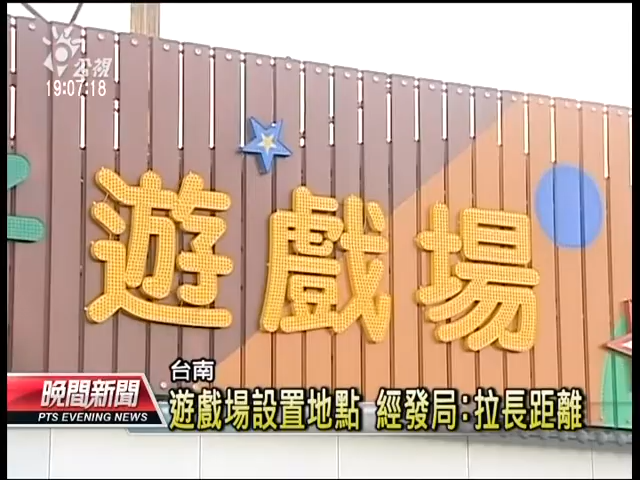 公視
19:07:18
遊戲場
台南
晚間新聞
PTS EVENING NEWS
遊戲場設置地點 經發局:拉長距離